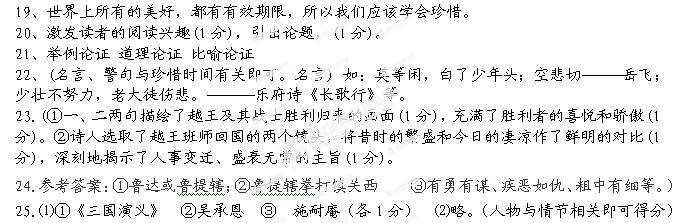 19、世界上所有的美好，都有有效期限，所以我们应该学会珍惜。
20、激发读者的阅读兴趣(1分)，引出论题，(1分)。
21、举例论证 道理论证 比喻论证
22、(名言、警句与珍惜时间有关即可。名言）如：莫等闲，白了少年头；空悲切———岳飞；
少壮不努力，老大徒伤悲。———乐府诗《长歌行》等。
23.（①一、二两句描绘了越王及其战士胜利归来的画面(1分)，充满了胜利者的喜悦和骄傲(1
分)。②诗人选取了越王班师回国的两个镜头，将昔时的繁盛和今日的凄凉作了鲜明的对比(1
分)，深刻地揭示了人事变迁、盛衰无常的主旨(1分)。
24.参考答案：①鲁达或鲁提辖；②鲁提辖拳打镇关西 ③有勇有谋、疾恶如仇、粗中有细等。）
25.⑴①《三国演义》 ②吴承恩 ③ 施耐庵（各1分） ⑵略。（人物与情节相关即可得分）